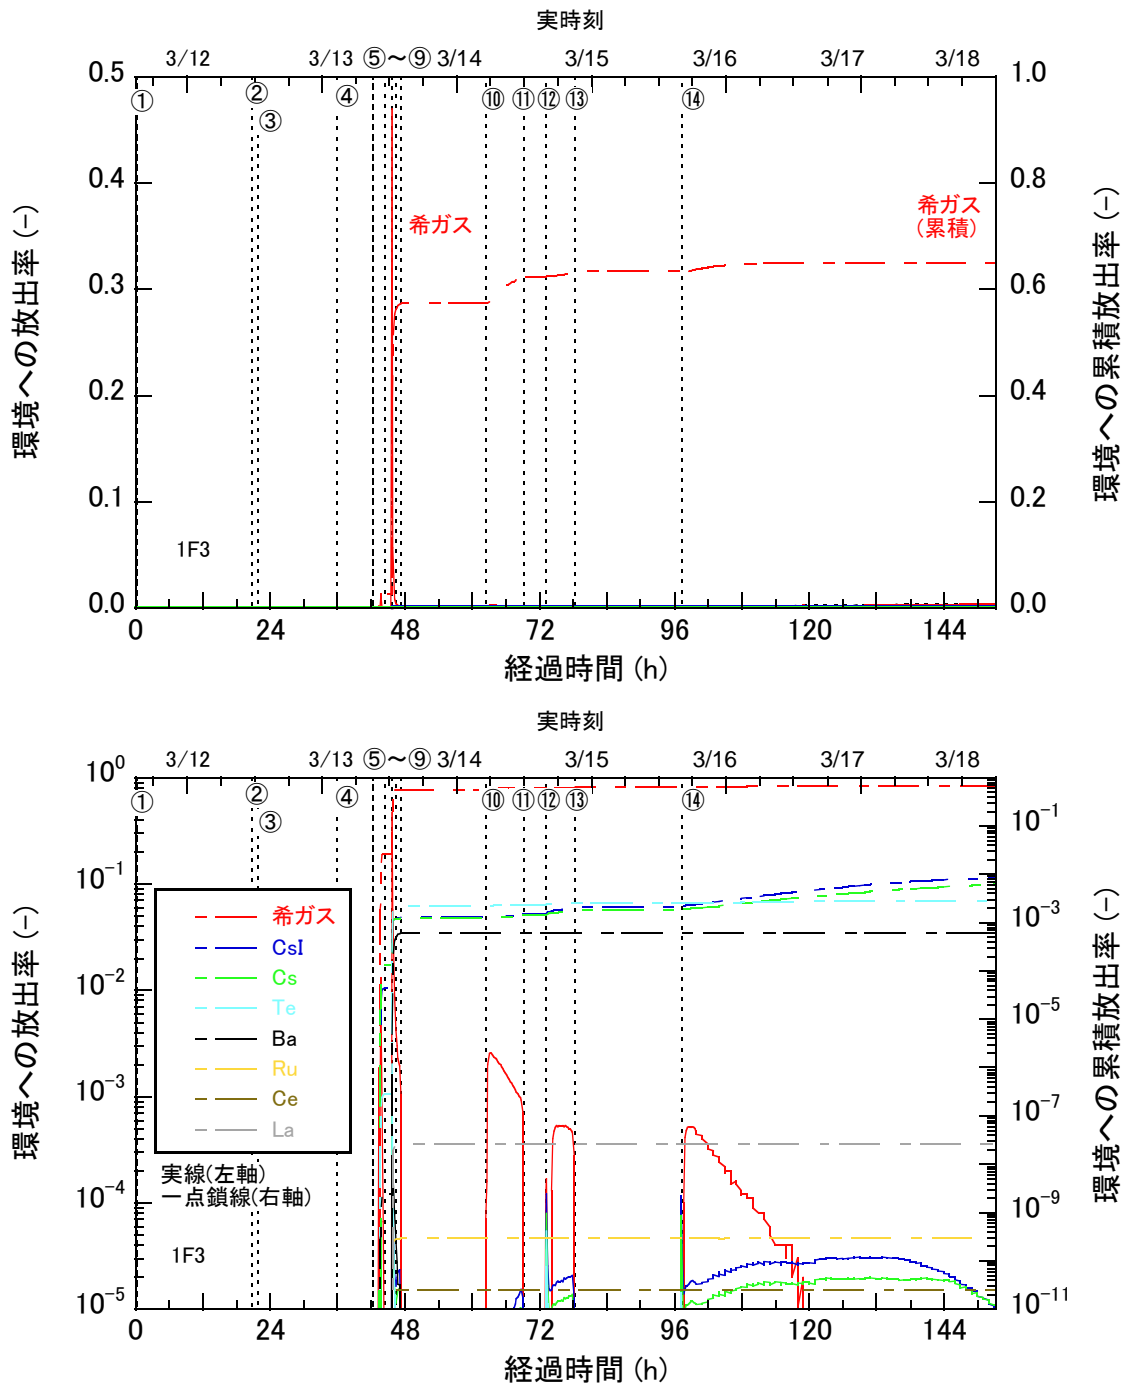 実時刻
3/12 3/13 ⑤~⑨ 3/14 3/15 3/16 3/17 3/18
0.5 1.0
① ② ④ ⑩ ⑪ ⑫ ⑬ ⑭
③
0.4 0.8
希ガス 希ガス
(累積)
0.3 0.6
0.2 0.4
0.1 0.2
1F3
0.0 0.0
0 24 48 72 96 120 144
経過時間 (h)
環境への放出率 (-)
環境への累積放出率 (-)
実時刻
3/12 3/13 ⑤~⑨ 3/14 3/15 3/16 3/17 3/18
10⁰
① ② ④ ⑩ ⑪ ⑫ ⑬ ⑭
③
10⁻¹
10⁻¹
希ガス
10⁻³
CsI
Cs
10⁻²
Te
10⁻⁵
Ba
Ru
10⁻³
Ce
10⁻⁷
La
実線(左軸)
一点鎖線(右軸)
10⁻⁴
10⁻⁹
1F3
10⁻⁵ 10⁻¹¹
0 24 48 72 96 120 144
経過時間 (h)
環境への放出率 (-)
環境への累積放出率 (-)